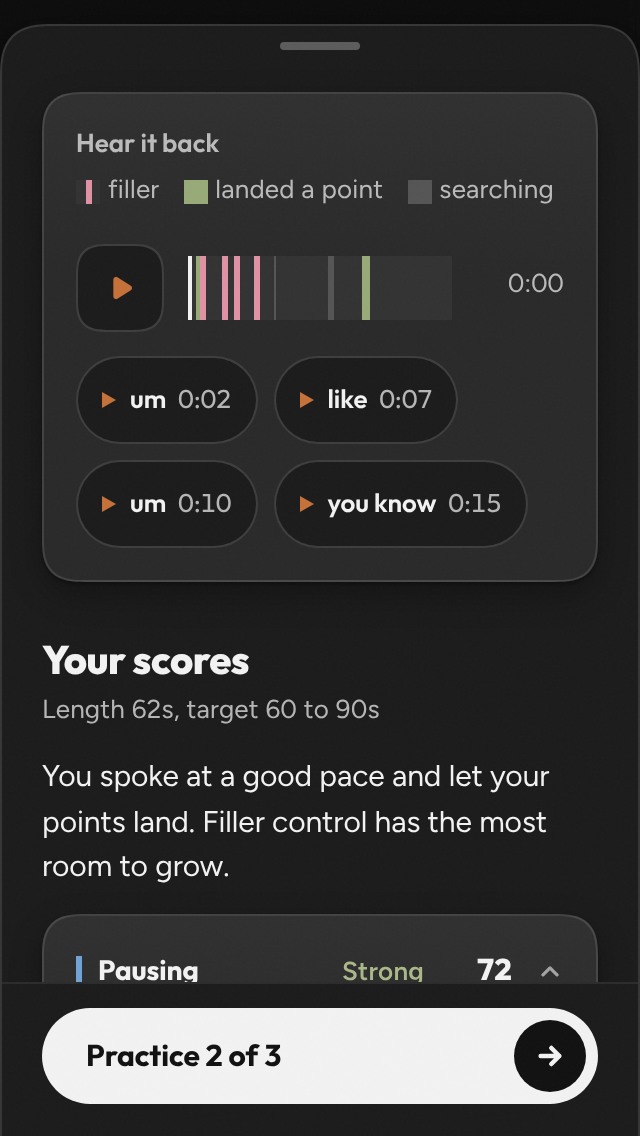 Hear it back
filler landed a point searching
0:00
um 0:02 like 0:07
um 0:10 you know 0:15
Your scores
Length 62s, target 60 to 90s
You spoke at a good pace and let your
points land. Filler control has the most
room to grow.
Pausing Strong 72
Practice 2 of 3